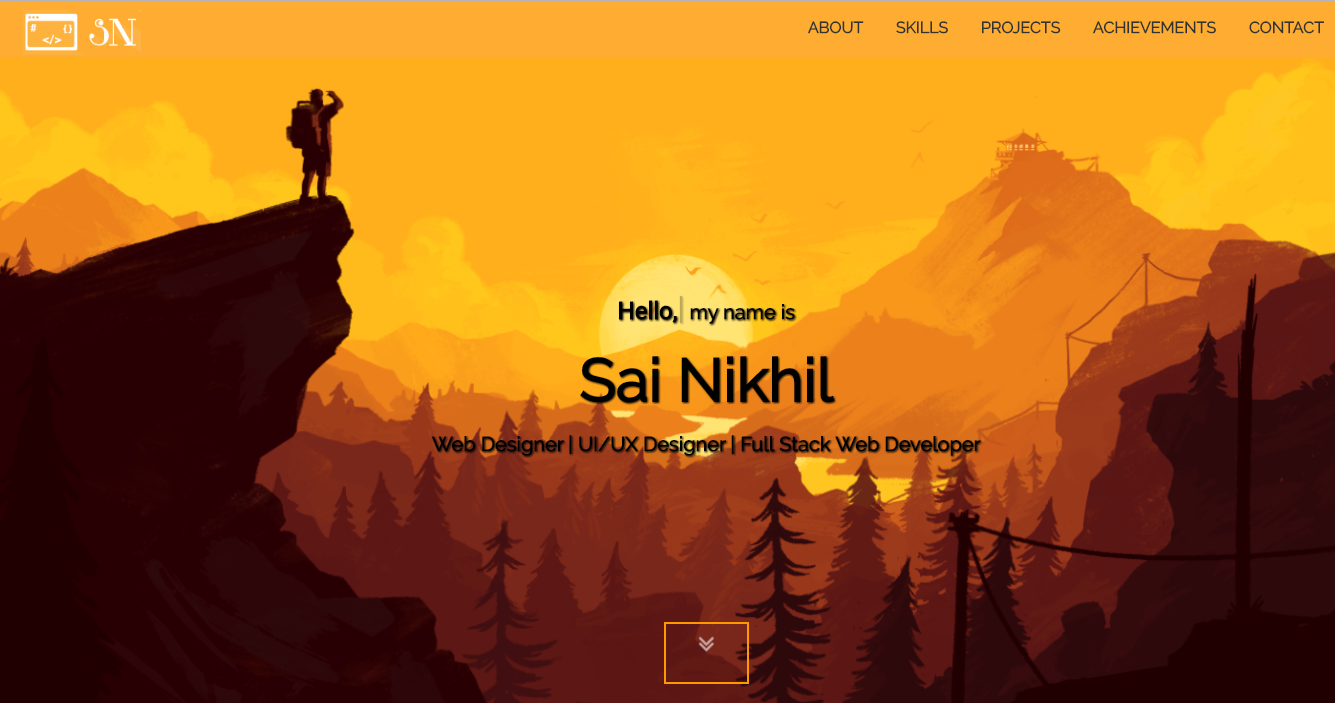 # {} </>
SN
ABOUT SKILLS PROJECTS ACHIEVEMENTS CONTACT
Hello,| my name is
Sai Nikhil
Web Designer | UI/UX Designer | Full Stack Web Developer